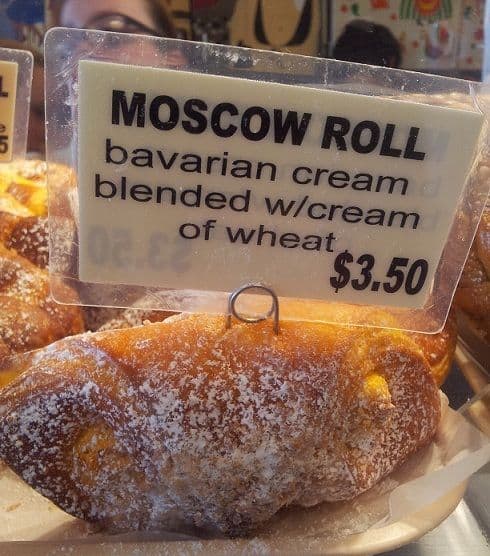 MOSCOW ROLL
bavarian cream
blended w/cream
of wheat
$3.50